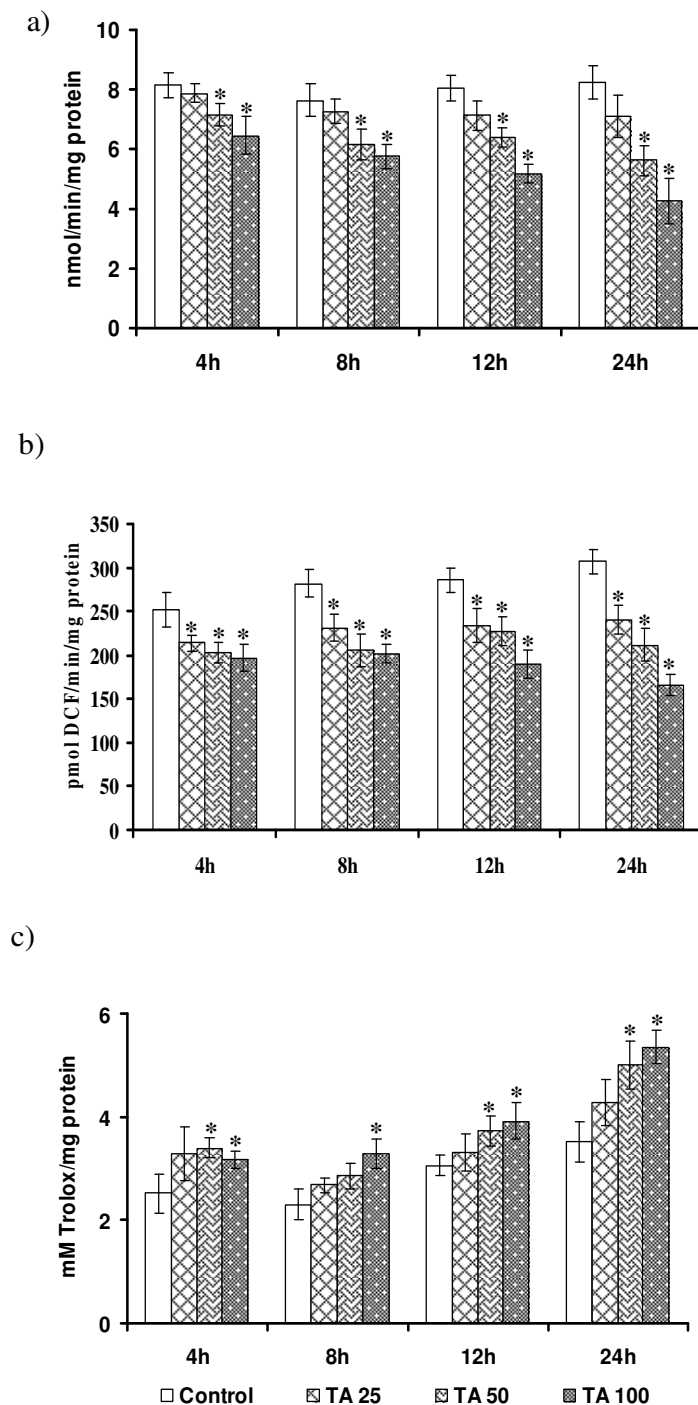 a)
nmol/min/mg protein
10
8
6
4
2
0
* * * * * * * *
4h 8h 12h 24h
b)
pmol DCF/min/mg protein
350
300
250
200
150
100
50
0
* * * * * * * * * * * *
4h 8h 12h 24h
c)
mM Trolox/mg protein
6
4
2
0
* * * * * * *
4h 8h 12h 24h
Control TA 25 TA 50 TA 100